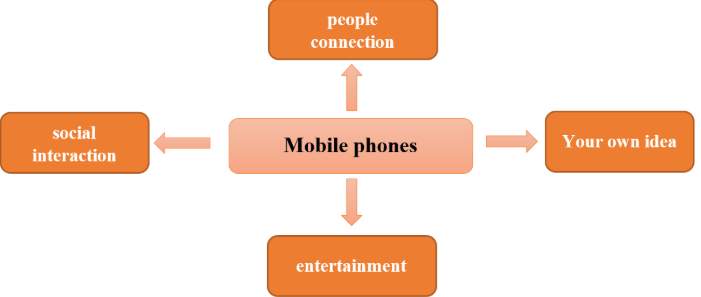 people
connection
social
interaction
Mobile phones
Your own idea
entertainment